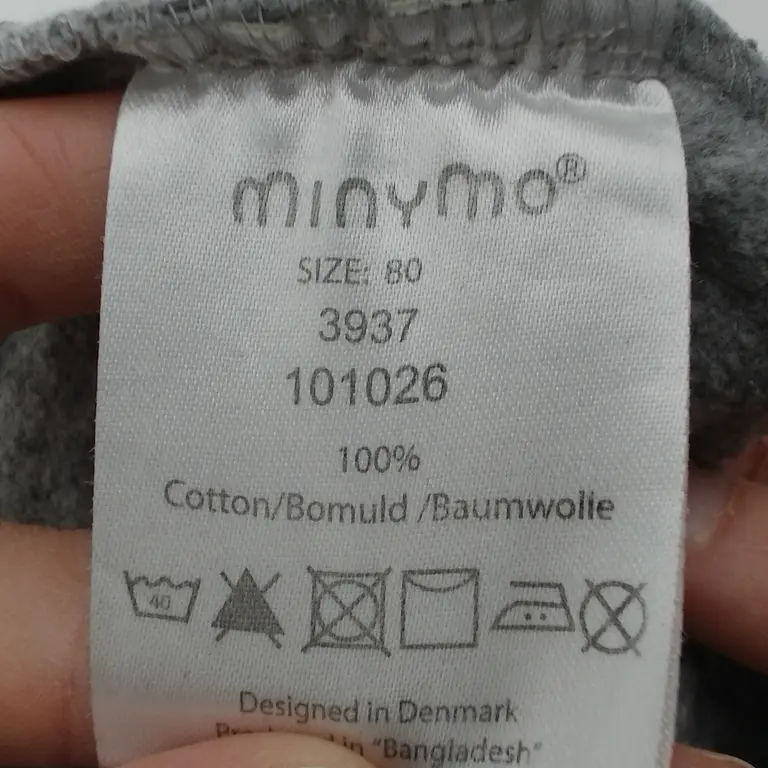 minymo®
SIZE: 80
3937
101026
100%
Cotton/Bomuld /Baumwolle
40
Designed in Denmark
in "Bangladesh"